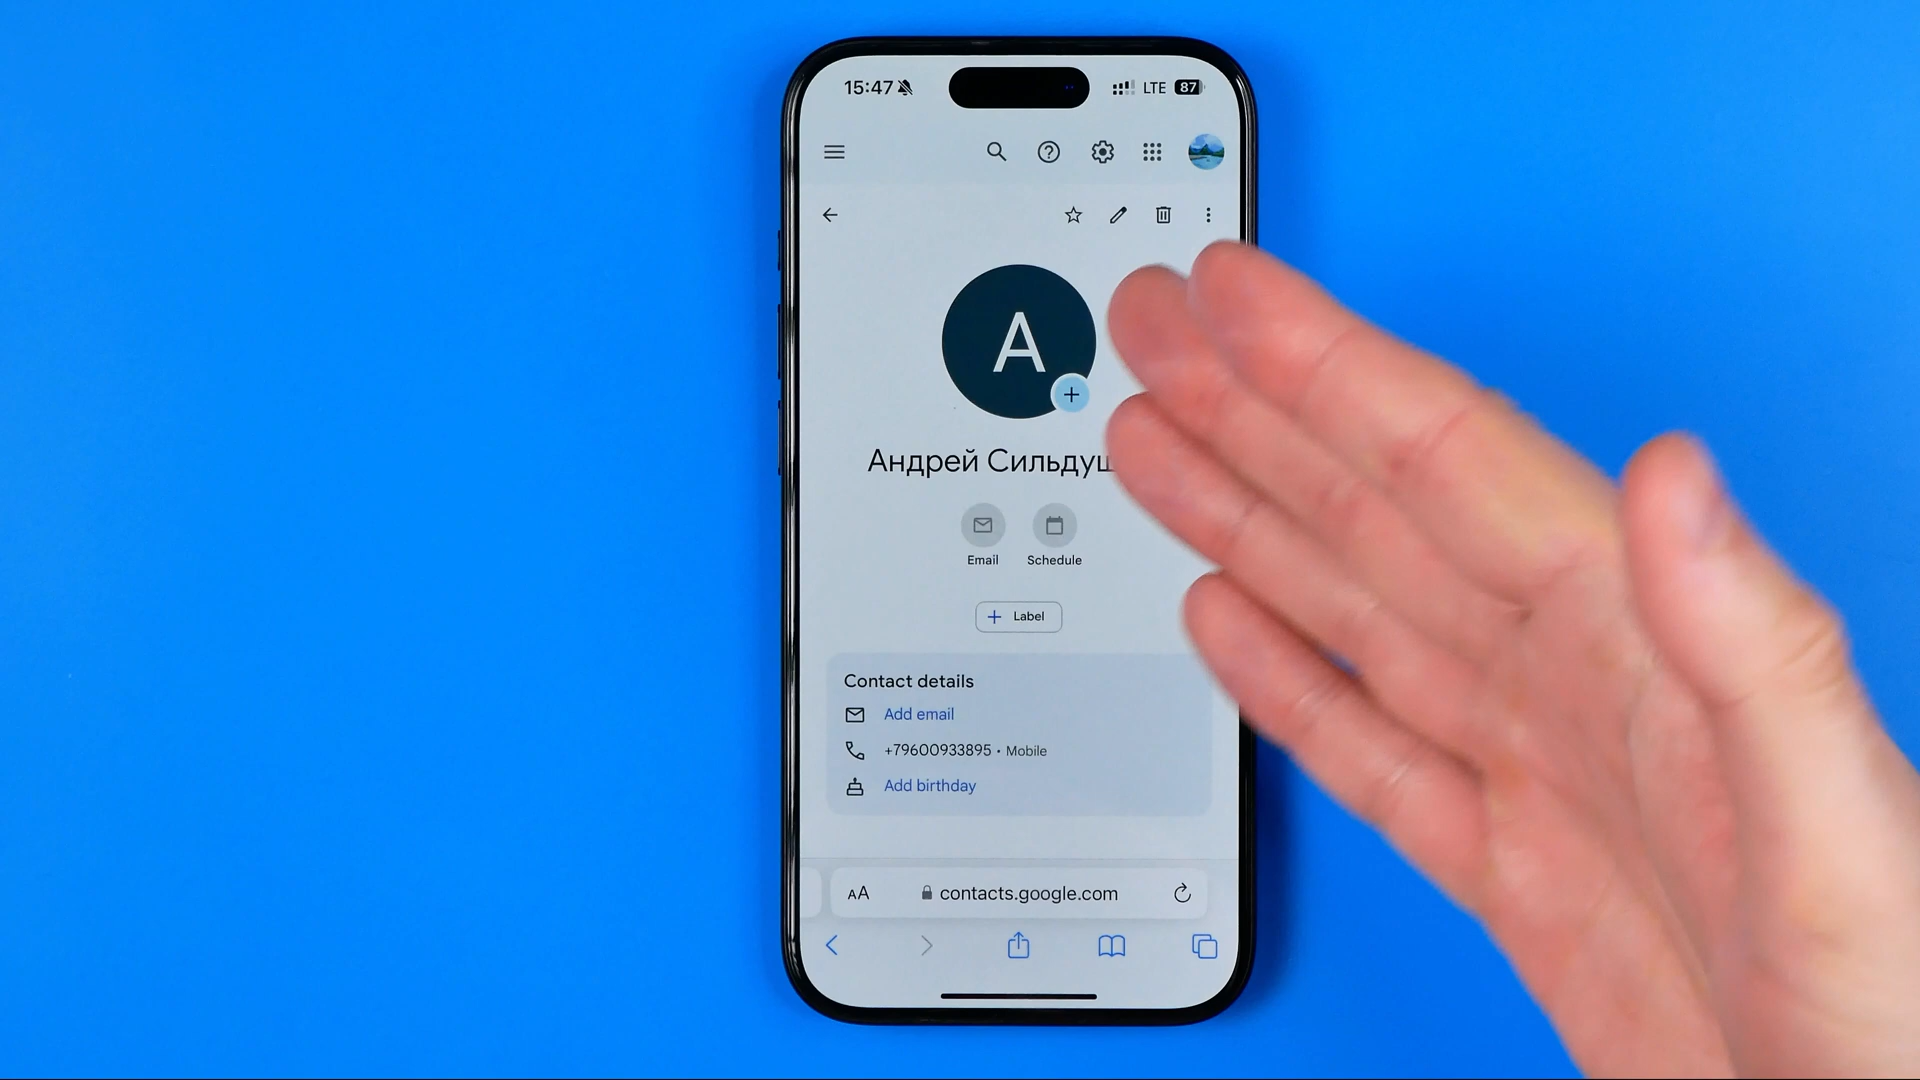 15:47 LTE 87
A
Андрей
Email Schedule
+ Label
Contact details
Add email
+79600933895 • Mobile
Add birthday
AA contacts.google.com